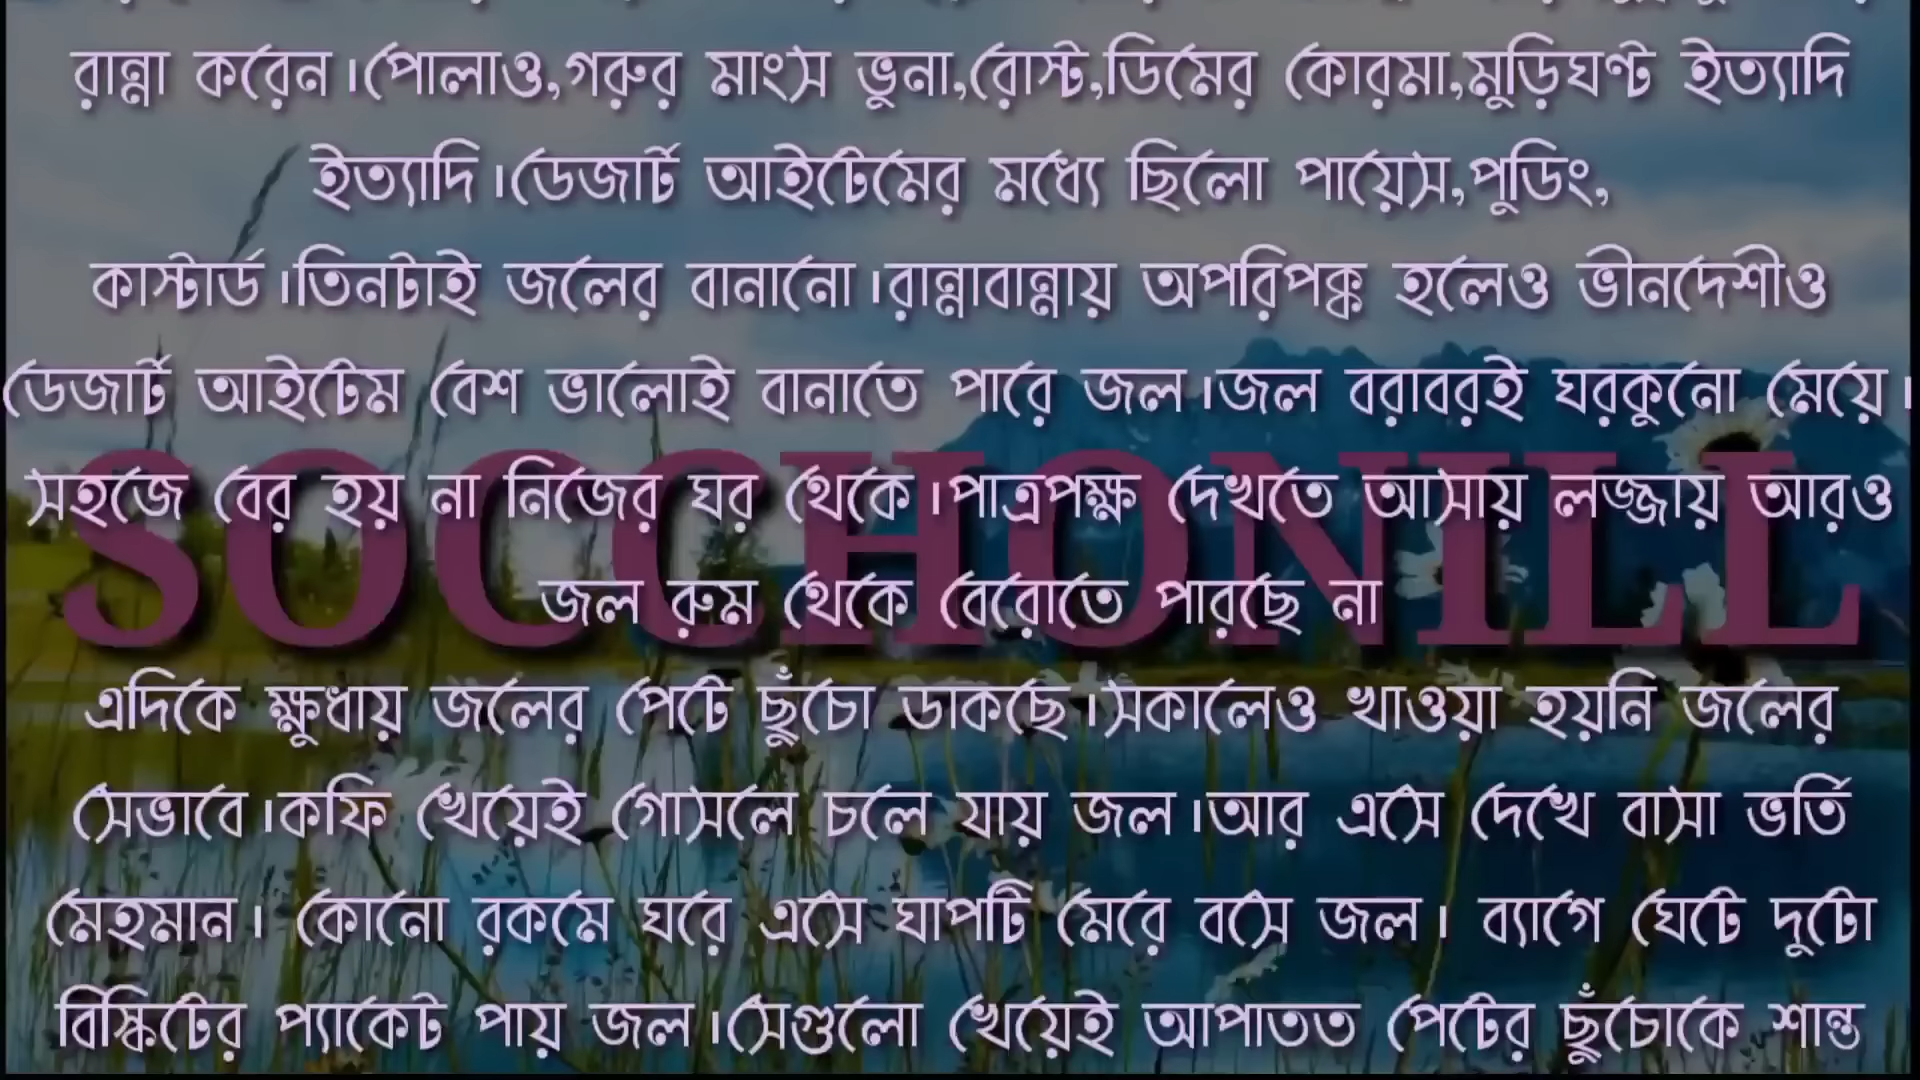 রান্না করেন।পোলাও,গরুর মাংস ভুনা,রোস্ট,ডিমের কোরমা,মুড়িঘণ্ট ইত্যাদি
ইত্যাদি।ডেজার্ট আইটেমের মধ্যে ছিলো পায়েস,পুডিং,
কাস্টার্ড।তিনটাই জলের বানানো।রান্নাবান্নায় অপরিপক্ক হলেও ভীনদেশীও
ডেজার্ট আইটেম বেশ ভালোই বানাতে পারে জল।জল বরাবরই ঘরকুনো মেয়ে।
সহজে বের হয় না নিজের ঘর থেকে।পাত্রপক্ষ দেখতে আসায় লজ্জায় আরও
জল রুম থেকে বেরোতে পারছে না
SOCCHONILL
এদিকে ক্ষুধায় জলের পেটে ছুঁচো ডাকছে।সকালেও খাওয়া হয়নি জলের
সেভাবে।কফি খেয়েই গোসলে চলে যায় জল।আর এসে দেখে বাসা ভর্তি
মেহমান। কোনো রকমে ঘরে এসে ঘাপটি মেরে বসে জল। ব্যাগে ঘেটে দুটো
বিস্কিটের প্যাকেট পায় জল।সেগুলো খেয়েই আপাতত পেটের ছুঁচোকে শান্ত